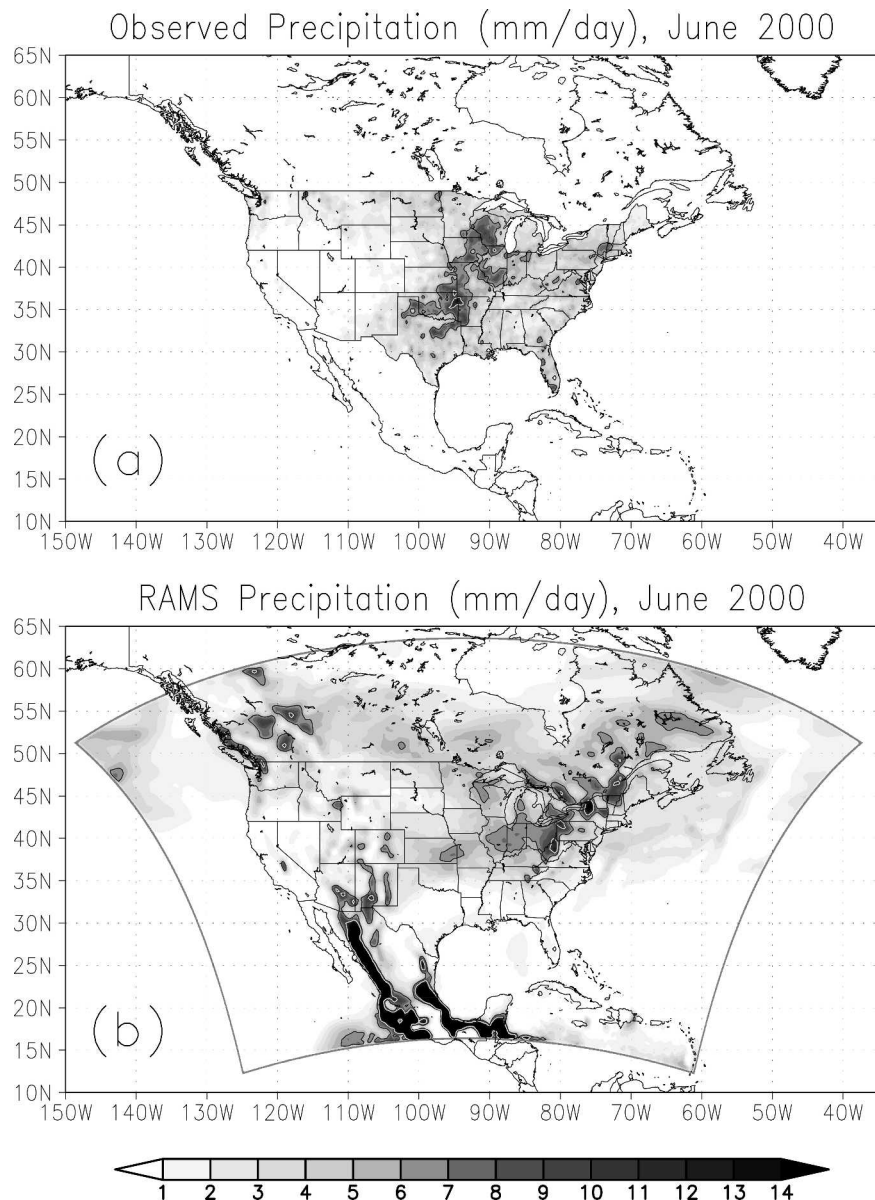 Observed Precipitation (mm/day), June 2000
65N
60N
55N
50N
45N
40N
35N
30N
25N
20N
15N
10N
(a)
150W 140W 130W 120W 110W 100W 90W 80W 70W 60W 50W 40W
RAMS Precipitation (mm/day), June 2000
65N
60N
55N
50N
45N
40N
35N
30N
25N
20N
15N
10N
(b)
150W 140W 130W 120W 110W 100W 90W 80W 70W 60W 50W 40W
1 2 3 4 5 6 7 8 9 10 11 12 13 14